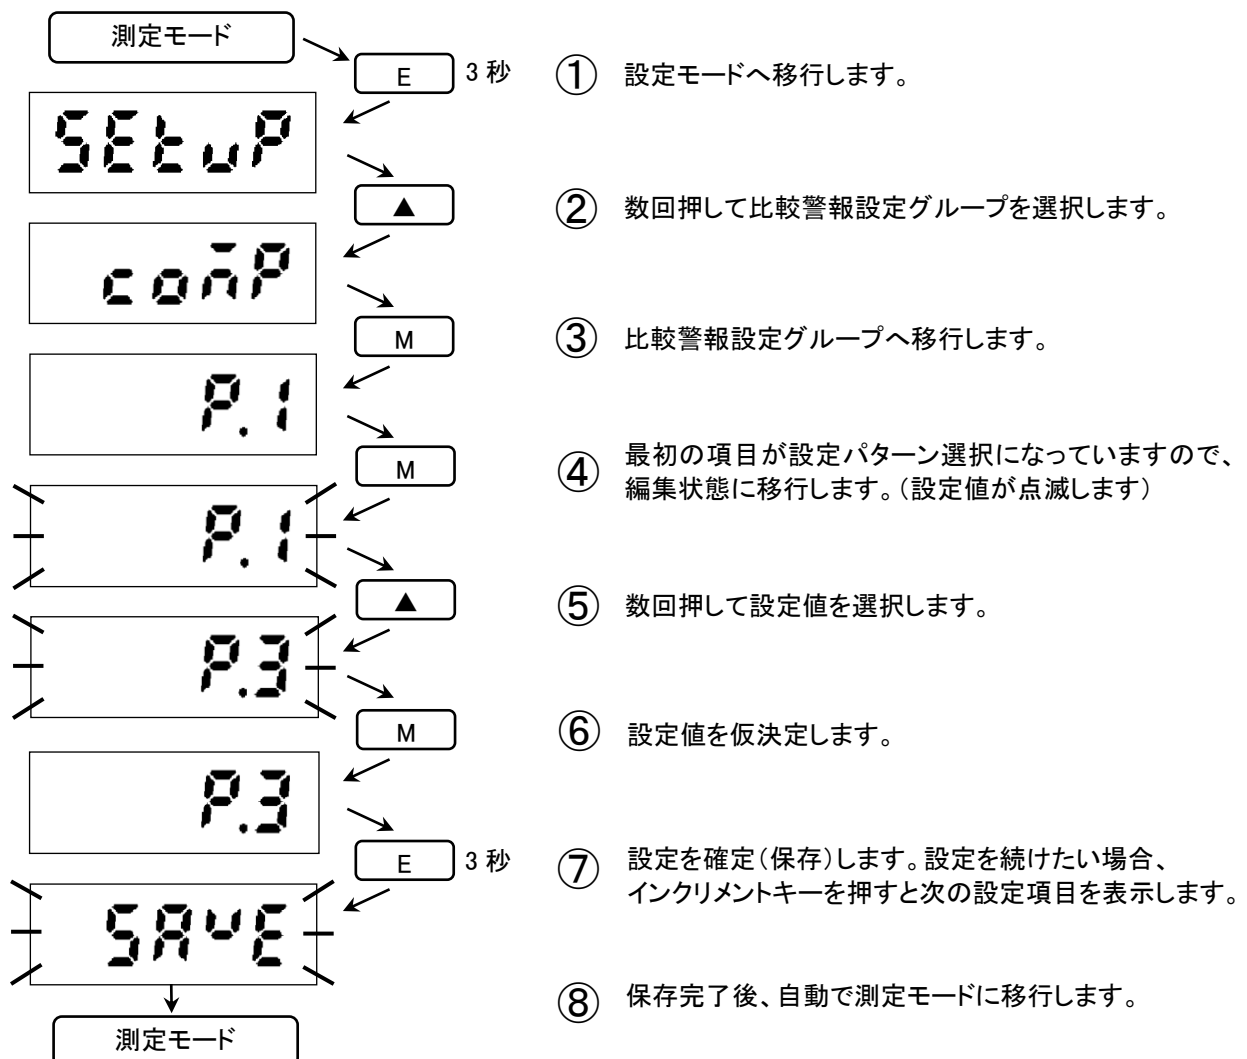 測定モード
E 3 秒
① 設定モードへ移行します。
SEtuP
▲
② 数回押して比較警報設定グループを選択します。
comP
M
③ 比較警報設定グループへ移行します。
P.1
M
④ 最初の項目が設定パターン選択になっていますので、
編集状態に移行します。（設定値が点滅します）
P.1
▲
⑤ 数回押して設定値を選択します。
P.3
M
⑥ 設定値を仮決定します。
P.3
E 3 秒
⑦ 設定を確定（保存）します。設定を続けたい場合、
インクリメントキーを押すと次の設定項目を表示します。
SAvE
⑧ 保存完了後、自動で測定モードに移行します。
測定モード